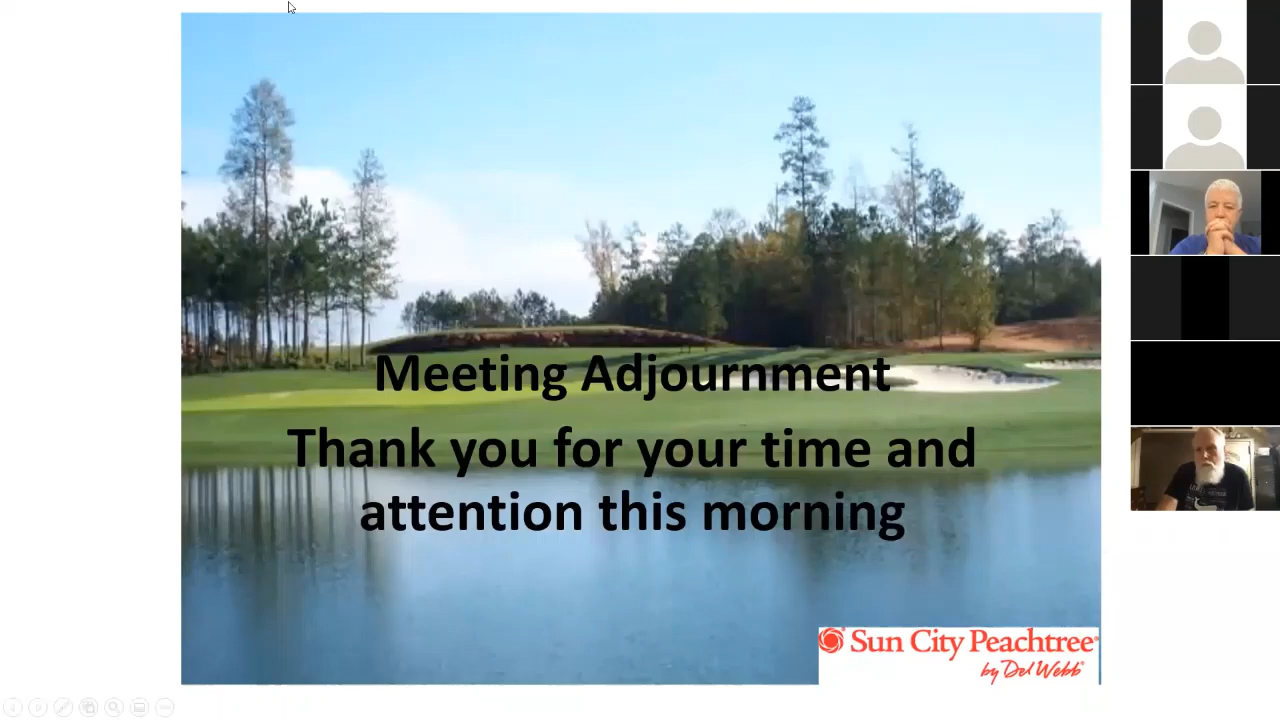 Meeting Adjournment
Thank you for your time and
attention this morning
Sun City Peachtree
by Del Webb